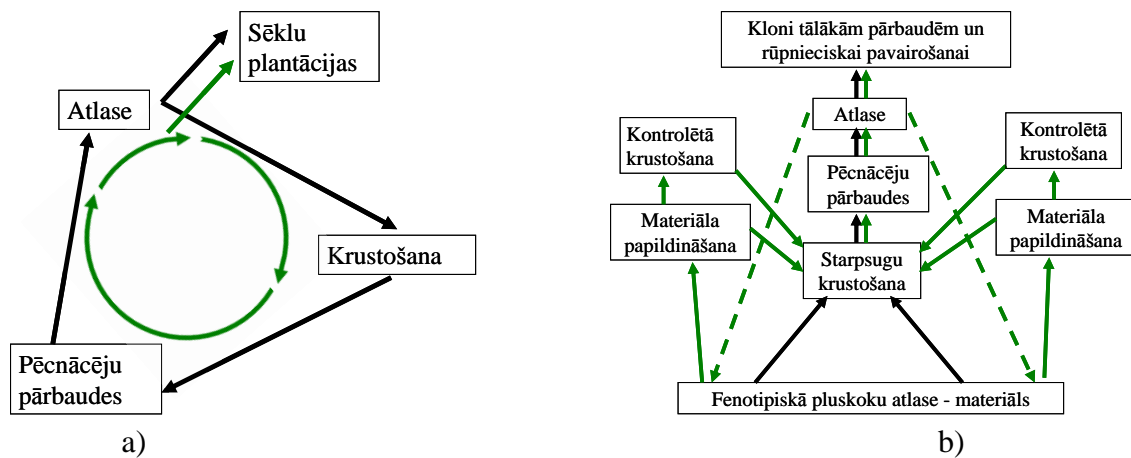 Sēklu
plantācijas
Atlase
Krustošana
Pēcnācēju
pārbaudes
a)
Kloni tālākām pārbaudēm un
rūpnieciskai pavairošanai
Atlase
Kontrolētā
krustošana
Kontrolētā
krustošana
Pēcnācēju
pārbaudes
Materiāla
papildināšana
Materiāla
papildināšana
Starpsugu
krustošana
Fenotipiskā pluskoku atlase - materiāls
b)